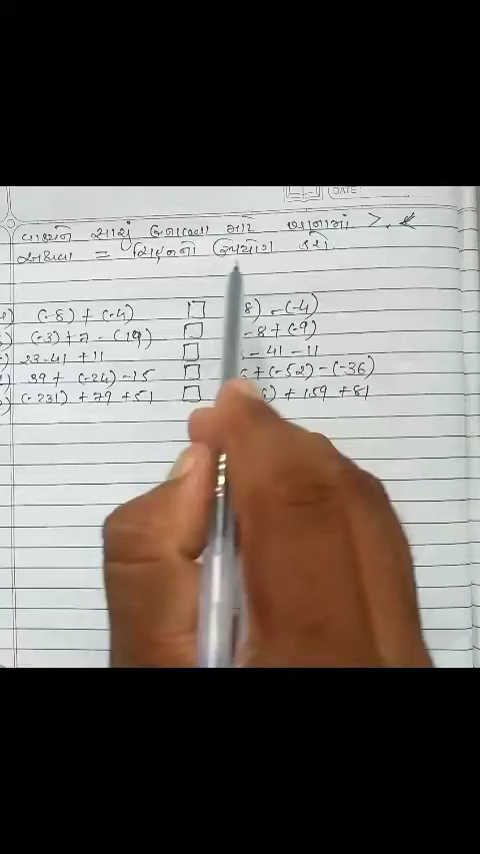 DATE
વાક્યને સાચું બનાવવા માટે ખાનામાં >, <
અથવા = ચિહ્નનો ઉપયોગ કરો
(-8) + (-4) □ 8) - (-4)
(-3) + 7 - (19) □ - 8 + (-9)
23 - 41 + 11 □ - 41 - 11
39 + (-24) - 15 □ + (-52) - (-36)
(-231) + 79 + 51 □ ) + 159 + 81